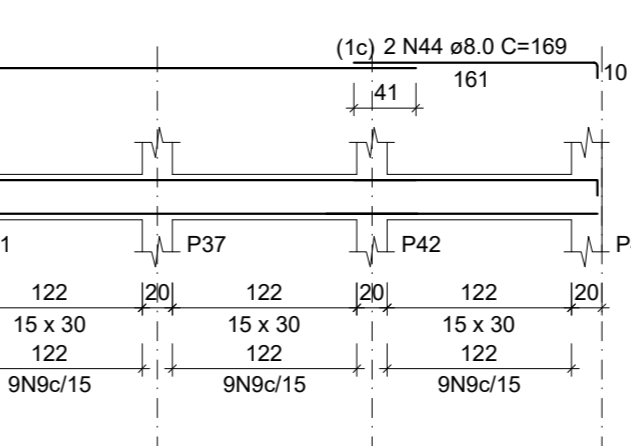 (1c) 2 N44 ø8.0 C=169
161
10
41
1 P37 P42 P
122 20 122 20 122 20
15 x 30 15 x 30 15 x 30
122 122 122
9N9c/15 9N9c/15 9N9c/15